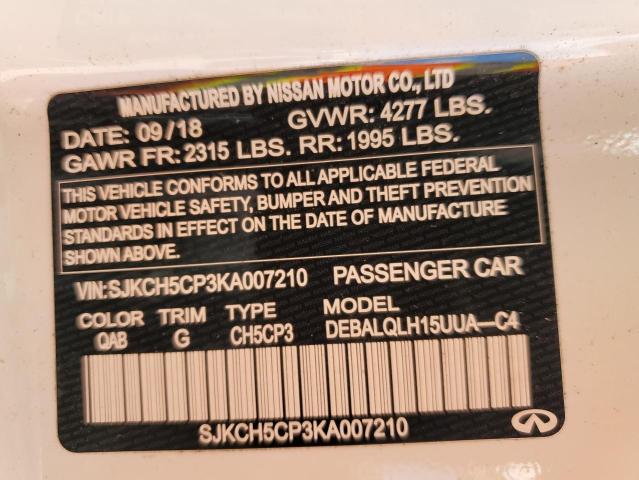 MANUFACTURED BY NISSAN MOTOR CO., LTD
DATE: 09/18 GVWR: 4277 LBS.
GAWR FR: 2315 LBS. RR: 1995 LBS.
THIS VEHICLE CONFORMS TO ALL APPLICABLE FEDERAL
MOTOR VEHICLE SAFETY, BUMPER AND THEFT PREVENTION
STANDARDS IN EFFECT ON THE DATE OF MANUFACTURE
SHOWN ABOVE.
VIN:SJKCH5CP3KA007210 PASSENGER CAR
COLOR TRIM TYPE MODEL
QAB G CH5CP3 DEBALQLH15UUA—C4
SJKCH5CP3KA007210